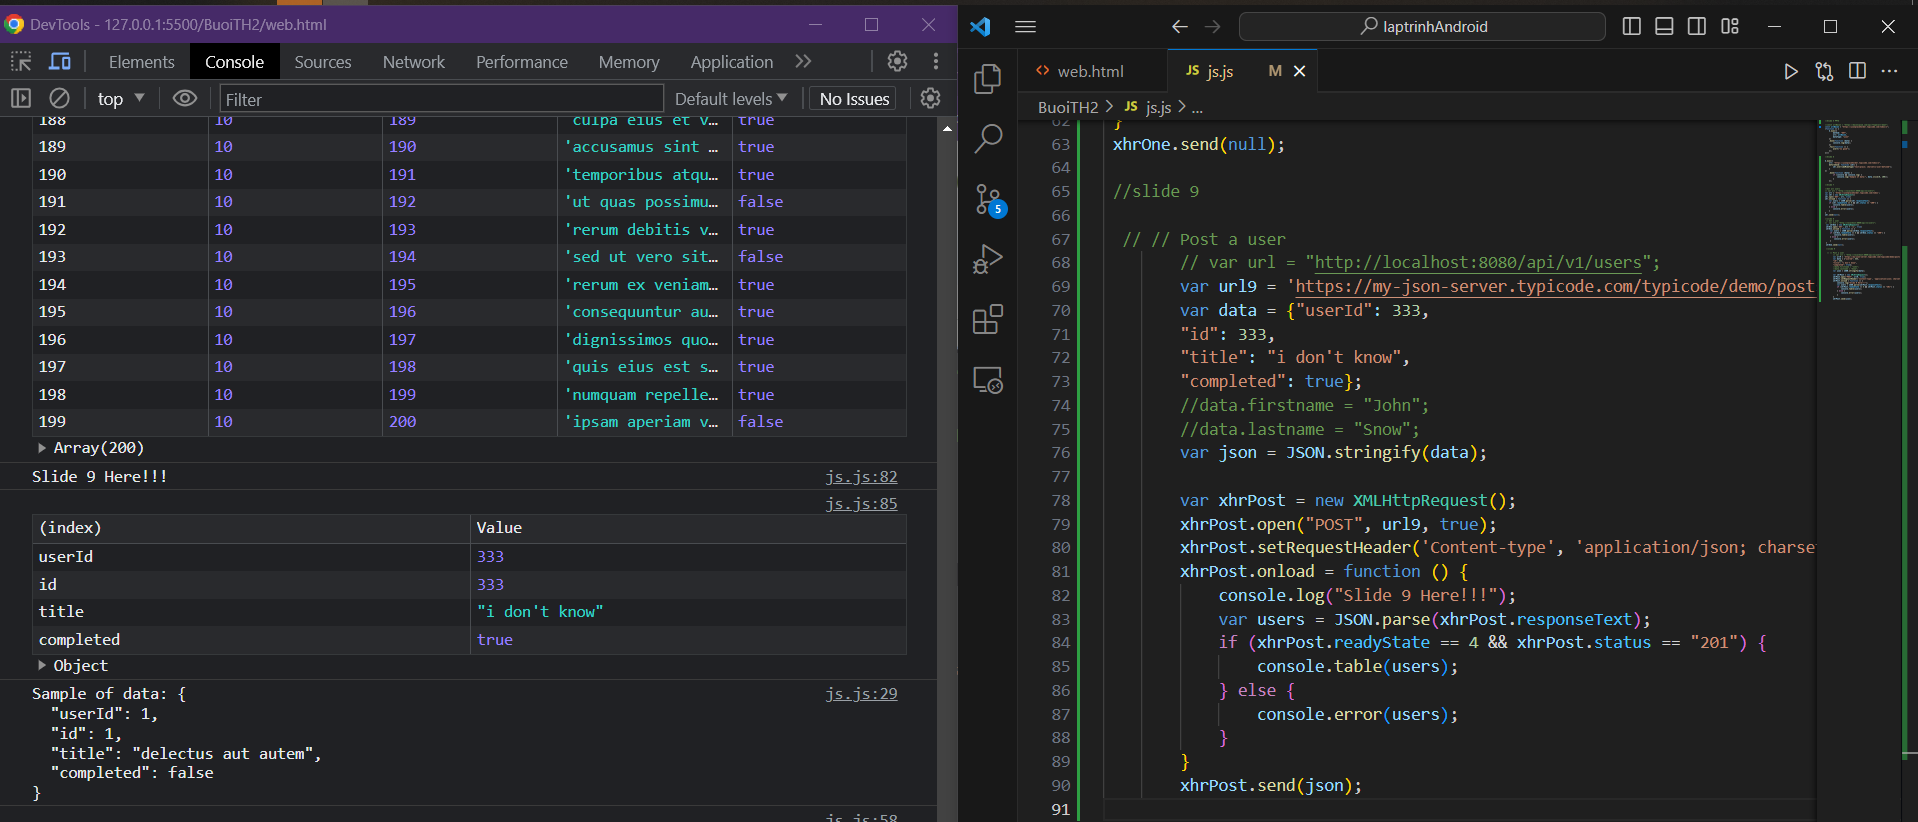 DevTools - 127.0.0.1:5500/BuoiTH2/web.html
Elements Console Sources Network Performance Memory Application
top Filter Default levels No Issues
188 10 189 'culpa eius et v… true
189 10 190 'accusamus sint … true
190 10 191 'temporibus atqu… true
191 10 192 'ut quas possimu… false
192 10 193 'rerum debitis v… true
193 10 194 'sed ut vero sit… false
194 10 195 'rerum ex veniam… true
195 10 196 'consequuntur au… true
196 10 197 'dignissimos quo… true
197 10 198 'quis eius est s… true
198 10 199 'numquam repelle… true
199 10 200 'ipsam aperiam v… false
Array(200)
Slide 9 Here!!! js.js:82
js.js:85
(index) Value
userId 333
id 333
title "i don't know"
completed true
Object
Sample of data: { js.js:29
"userId": 1,
"id": 1,
"title": "delectus aut autem",
"completed": false
}
js.js:58
laptrinhAndroid
web.html JS js.js M
BuoiTH2 > JS js.js > ...
5
62 }
63 xhrOne.send(null);
64
65 //slide 9
66
67 // // Post a user
68 // var url = "http://localhost:8080/api/v1/users";
69 var url9 = 'https://my-json-server.typicode.com/typicode/demo/post
70 var data = {"userId": 333,
71 "id": 333,
72 "title": "i don't know",
73 "completed": true};
74 //data.firstname = "John";
75 //data.lastname = "Snow";
76 var json = JSON.stringify(data);
77
78 var xhrPost = new XMLHttpRequest();
79 xhrPost.open("POST", url9, true);
80 xhrPost.setRequestHeader('Content-type', 'application/json; charse
81 xhrPost.onload = function () {
82 console.log("Slide 9 Here!!!");
83 var users = JSON.parse(xhrPost.responseText);
84 if (xhrPost.readyState == 4 && xhrPost.status == "201") {
85 console.table(users);
86 } else {
87 console.error(users);
88 }
89 }
90 xhrPost.send(json);
91